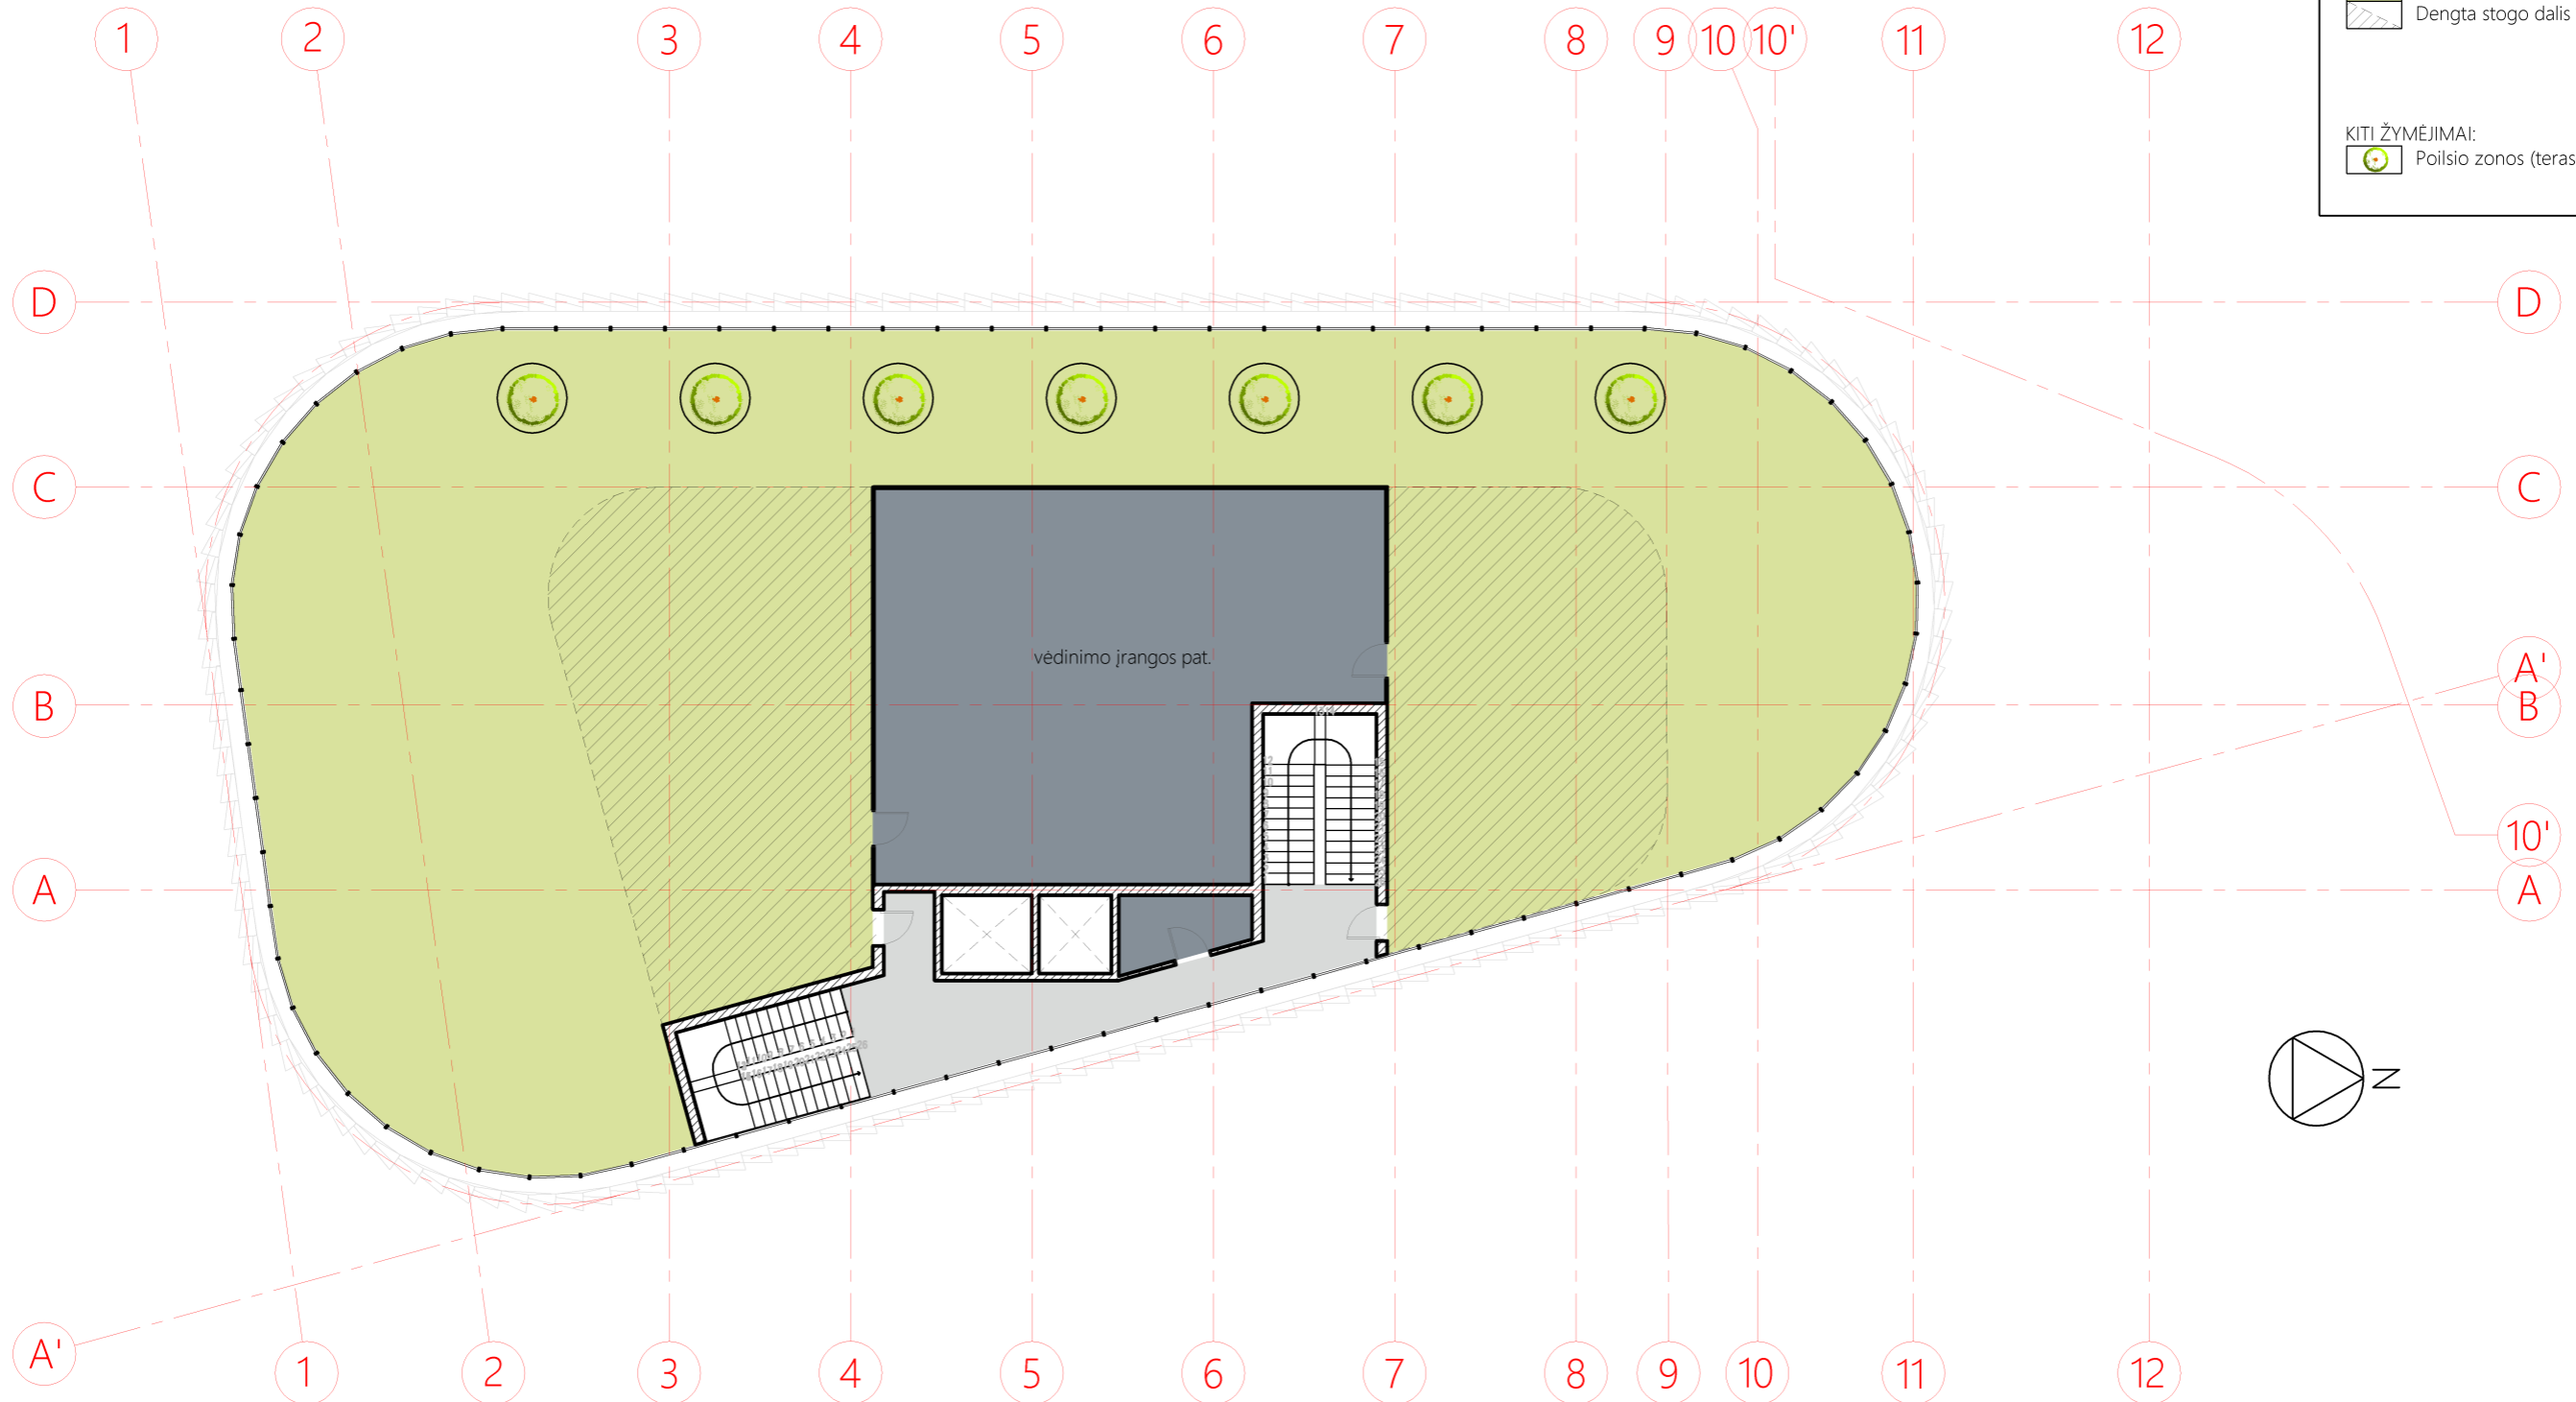 1 2 3 4 5 6 7 8 9 10 10' 11 12
Dengta stogo dalis
KITI ŽYMĖJIMAI:
Poilsio zonos (teras
D D
C C
vėdinimo įrangos pat.
A'
B B
10'
A A
N
A'
1 2 3 4 5 6 7 8 9 10 11 12